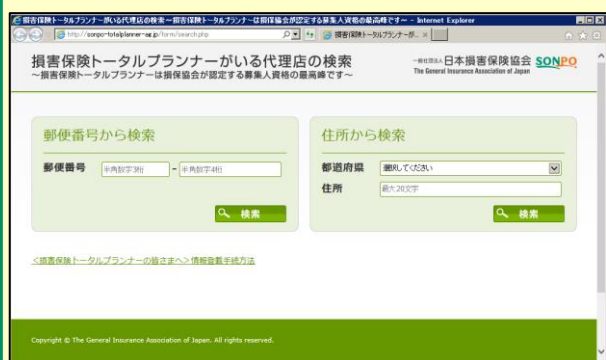 損害保険トータルプランナーがいる代理店の検索~損害保険トータルプランナーは損保協会が認定する募集人資格の最高峰です~ - Internet Explorer
損害保険トータルプランナーが...
損害保険トータルプランナーがいる代理店の検索
~損害保険トータルプランナーは損保協会が認定する募集人資格の最高峰です~
一般社団法人 日本損害保険協会 SONPO
The General Insurance Association of Japan
郵便番号から検索
郵便番号 半角数字3桁 - 半角数字4桁
検索
住所から検索
都道府県 選択してください
住所 最大20文字
検索
<損害保険トータルプランナーの皆さまへ>情報登載手続方法
Copyright © The General Insurance Association of Japan. All rights reserved.